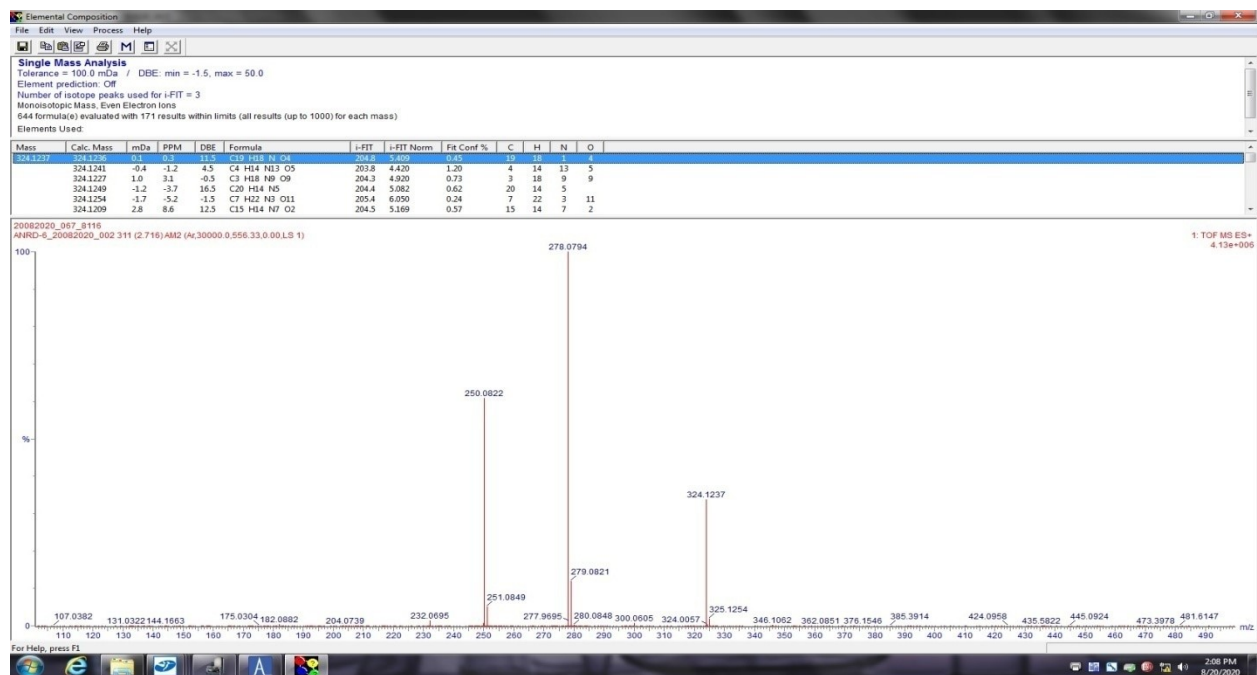 Elemental Composition
File Edit View Process Help
Single Mass Analysis
Tolerance = 100.0 mDa / DBE: min = -1.5, max = 50.0
Element prediction: Off
Number of isotope peaks used for i-FIT = 3
Monoisotopic Mass, Even Electron Ions
644 formula(e) evaluated with 171 results within limits (all results (up to 1000) for each mass)
Elements Used:
Mass Calc. Mass mDa PPM DBE Formula i-FIT i-FIT Norm Fit Conf % C H N O
324.1237 324.1236 0.1 0.3 11.5 C19 H18 N O4 204.8 5.409 0.45 19 18 1 4
324.1241 -0.4 -1.2 4.5 C4 H14 N13 O5 203.8 4.420 1.20 4 14 13 5
324.1227 1.0 3.1 -0.5 C3 H18 N9 O9 204.3 4.920 0.73 3 18 9 9
324.1249 -1.2 -3.7 16.5 C20 H14 N5 204.4 5.082 0.62 20 14 5
324.1254 -1.7 -5.2 -1.5 C7 H22 N3 O11 205.4 6.050 0.24 7 22 3 11
324.1209 2.8 8.6 12.5 C15 H14 N7 O2 204.5 5.169 0.57 15 14 7 2
20082020_067_8116
ANRD-6_20082020_002 311 (2.716) AM2 (Ar,30000.0,556.33,0.00,LS 1)
1: TOF MS ES+
4.13e+006
100
278.0794
250.0822
%
324.1237
279.0821
251.0849
325.1254
107.0382 131.0322 144.1663 175.0304 182.0882 204.0739 232.0695 277.9695 280.0848 300.0605 324.0057 346.1062 362.0851 376.1546 385.3914 424.0958 435.5822 445.0924 473.3978 481.6147
0
m/z
110 120 130 140 150 160 170 180 190 200 210 220 230 240 250 260 270 280 290 300 310 320 330 340 350 360 370 380 390 400 410 420 430 440 450 460 470 480 490
For Help, press F1
2:08 PM
8/20/2020